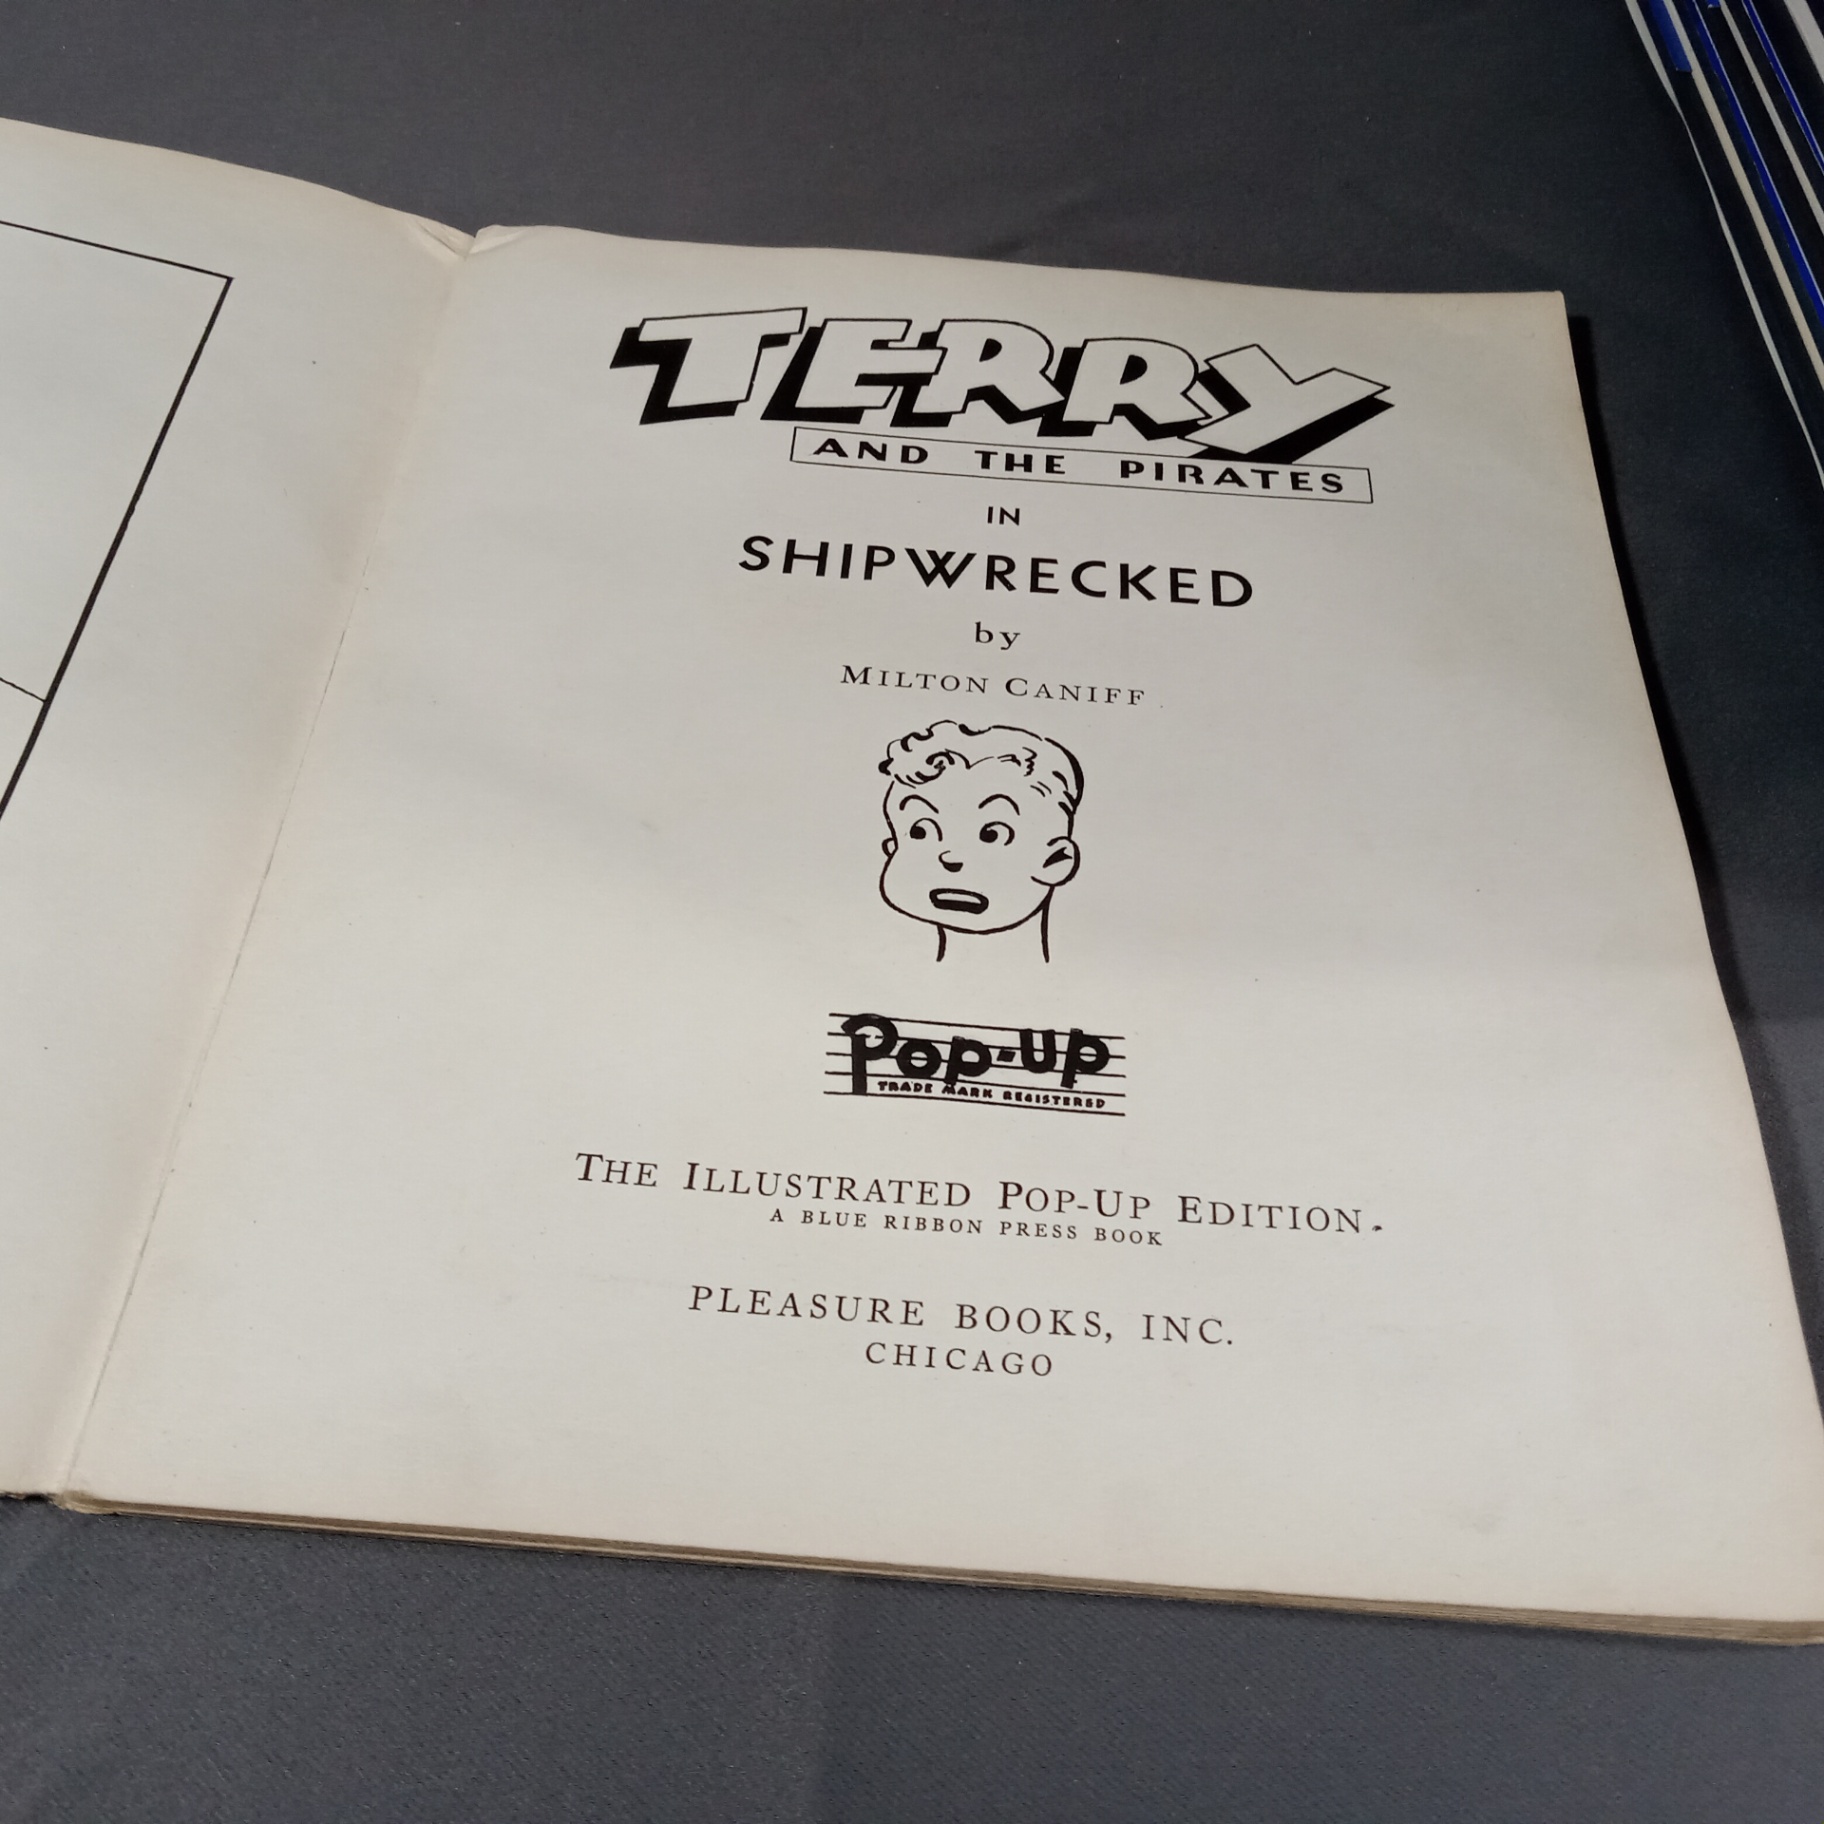 TERRY
AND THE PIRATES
IN
SHIPWRECKED
by
MILTON CANIFF
POP-UP
TRADE MARK REGISTERED
THE ILLUSTRATED POP-UP EDITION.
A BLUE RIBBON PRESS BOOK
PLEASURE BOOKS, INC.
CHICAGO